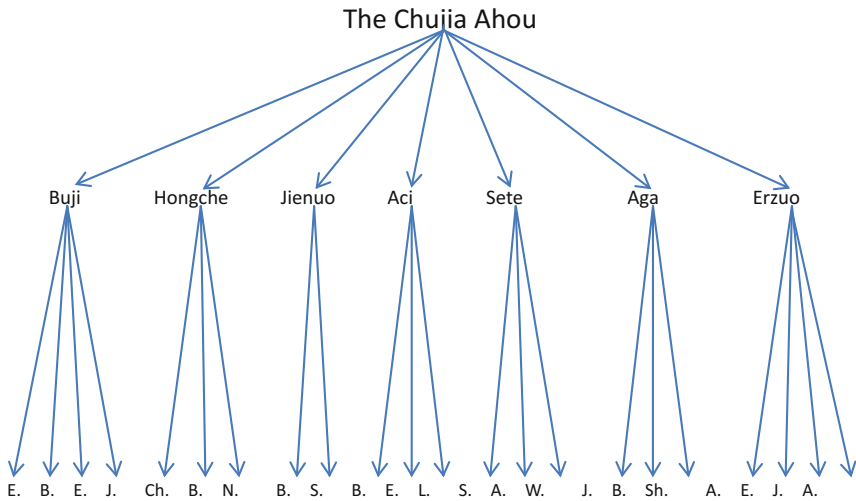 The Chujia Ahou
Buji Hongche Jienuo Aci Sete Aga Erzuo
E. B. E. J. Ch. B. N. B. S. B. E. L. S. A. W. J. B. Sh. A. E. J. A.